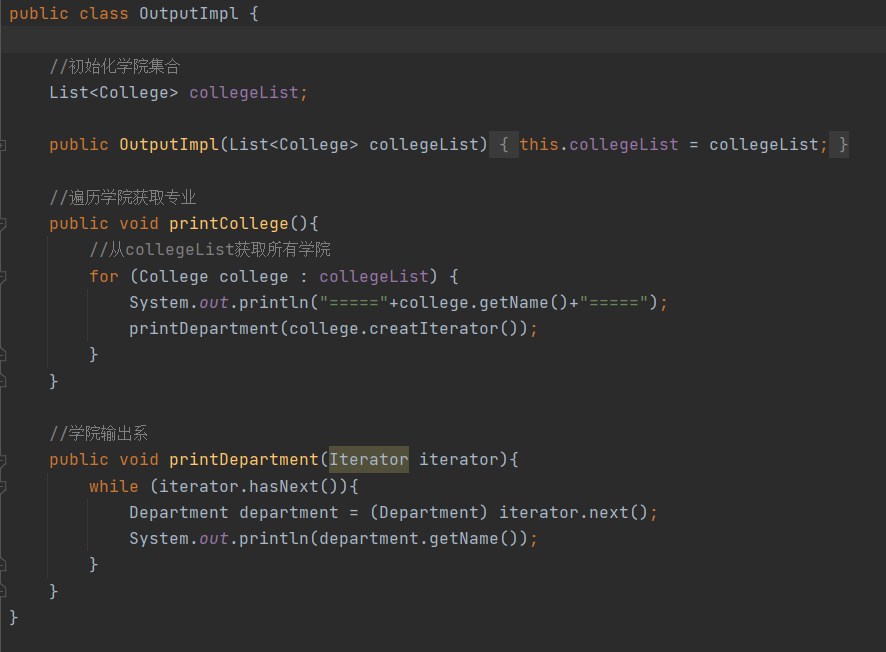 public class OutputImpl {
//初始化学院集合
List<College> collegeList;
public OutputImpl(List<College> collegeList) { this.collegeList = collegeList; }
//遍历学院获取专业
public void printCollege(){
//从collegeList获取所有学院
for (College college : collegeList) {
System.out.println("====="+college.getName()+"=====");
printDepartment(college.creatIterator());
}
}
//学院输出系
public void printDepartment(Iterator iterator){
while (iterator.hasNext()){
Department department = (Department) iterator.next();
System.out.println(department.getName());
}
}
}